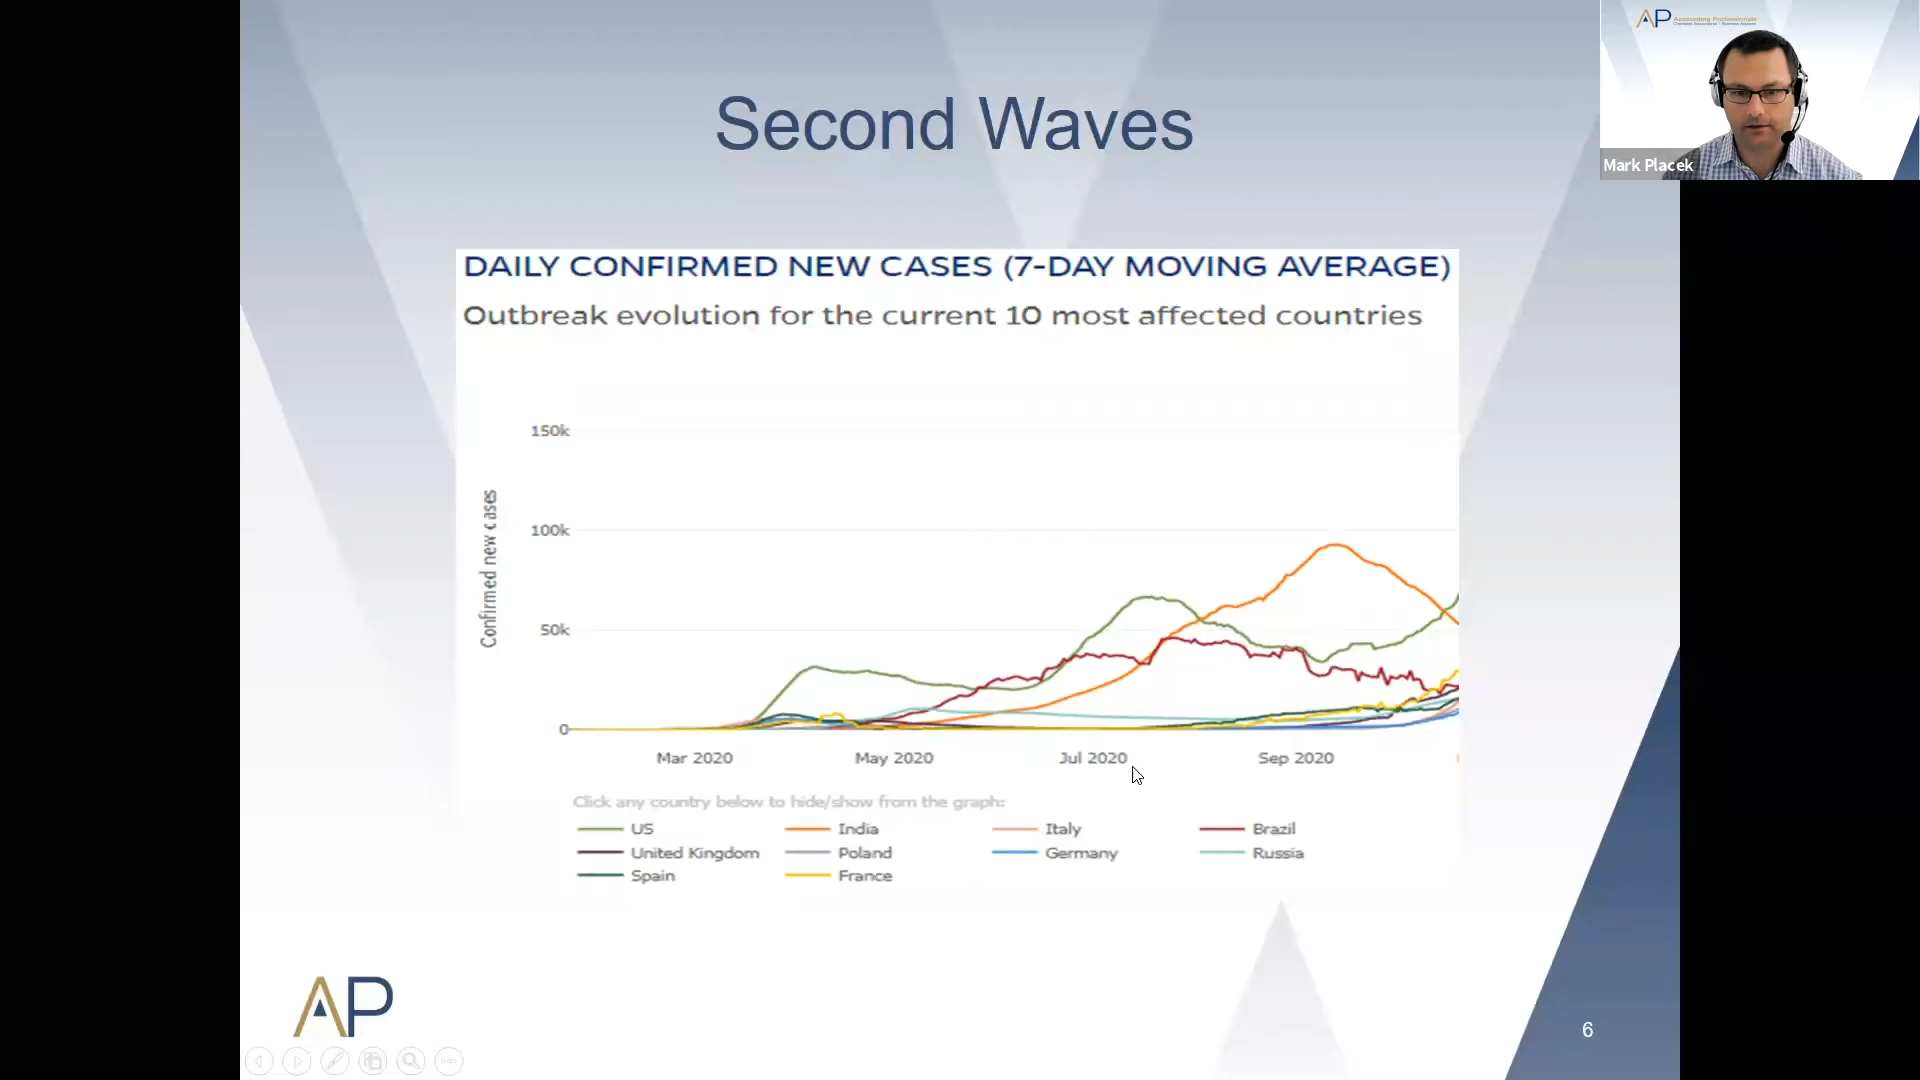 AP Accounting Professionals
Mark Placek
Second Waves
DAILY CONFIRMED NEW CASES (7-DAY MOVING AVERAGE)
Outbreak evolution for the current 10 most affected countries
Confirmed new cases
150k
100k
50k
0
Mar 2020 May 2020 Jul 2020 Sep 2020
Click any country below to hide/show from the graph:
US India Italy Brazil
United Kingdom Poland Germany Russia
Spain France
AP
6